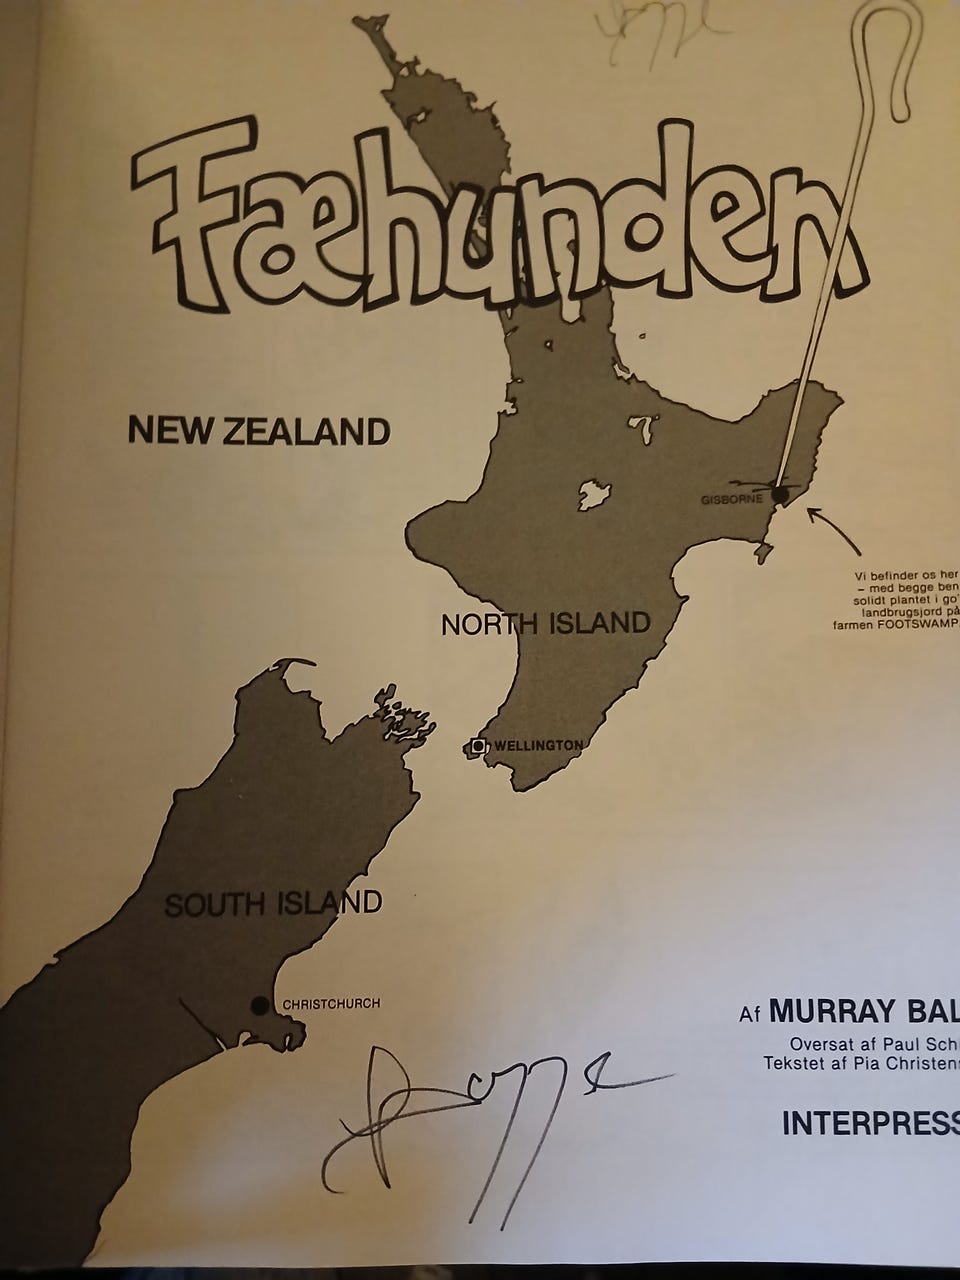 Fæhunden
NEW ZEALAND
GISBORNE
Vi befinder os her
– med begge ben
solidt plantet i go'
landbrugsjord på
farmen FOOTSWAMP
NORTH ISLAND
WELLINGTON
SOUTH ISLAND
CHRISTCHURCH
Af MURRAY BAL
Oversat af Paul Sch
Tekstet af Pia Christen
INTERPRESS